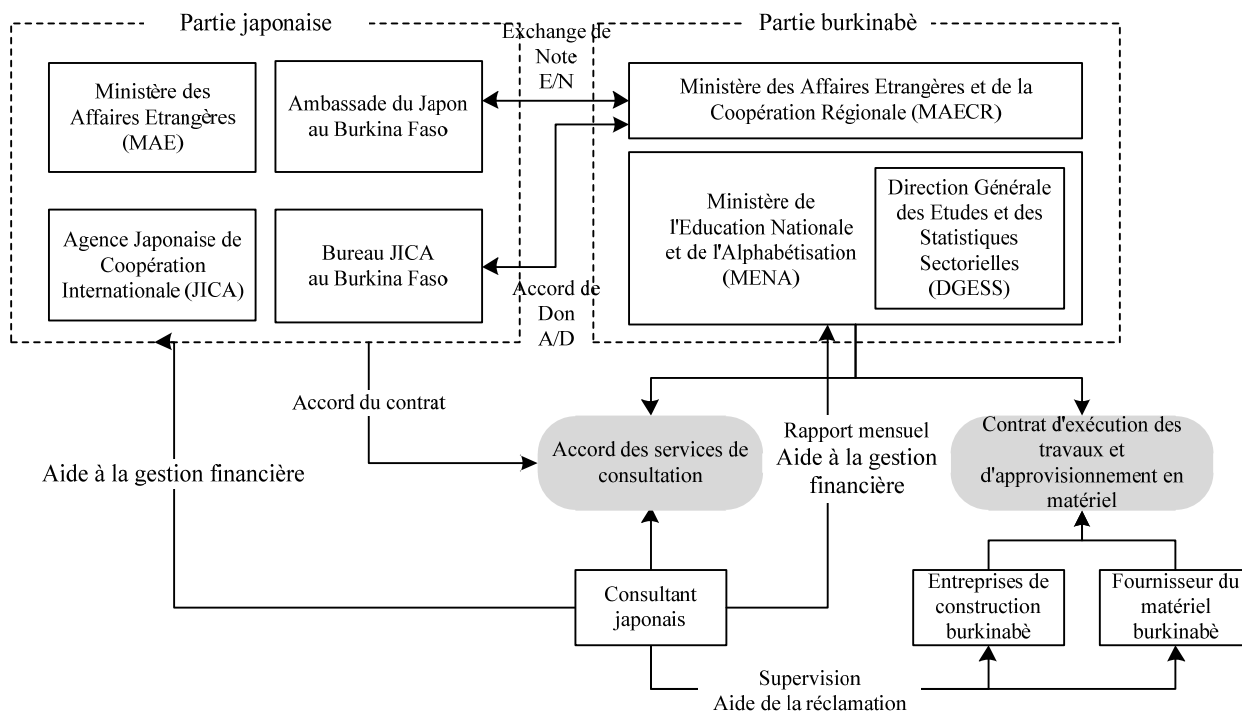 Partie japonaise
Exchange de
Note
E/N
Partie burkinabè
Ministère des
Affaires Etrangères
(MAE)
Ambassade du Japon
au Burkina Faso
Ministère des Affaires Etrangères et de la
Coopération Régionale (MAECR)
Agence Japonaise de
Coopération
Internationale (JICA)
Bureau JICA
au Burkina Faso
Ministère de
l'Education Nationale
et de l'Alphabétisation
(MENA)
Direction Générale
des Etudes et des
Statistiques
Sectorielles
(DGESS)
Accord de
Don
A/D
Accord du contrat
Aide à la gestion financière
Accord des services de
consultation
Rapport mensuel
Aide à la gestion
financière
Contrat d'exécution des
travaux et
d'approvisionnement en
matériel
Consultant
japonais
Entreprises de
construction
burkinabè
Fournisseur du
matériel
burkinabè
Supervision
Aide de la réclamation